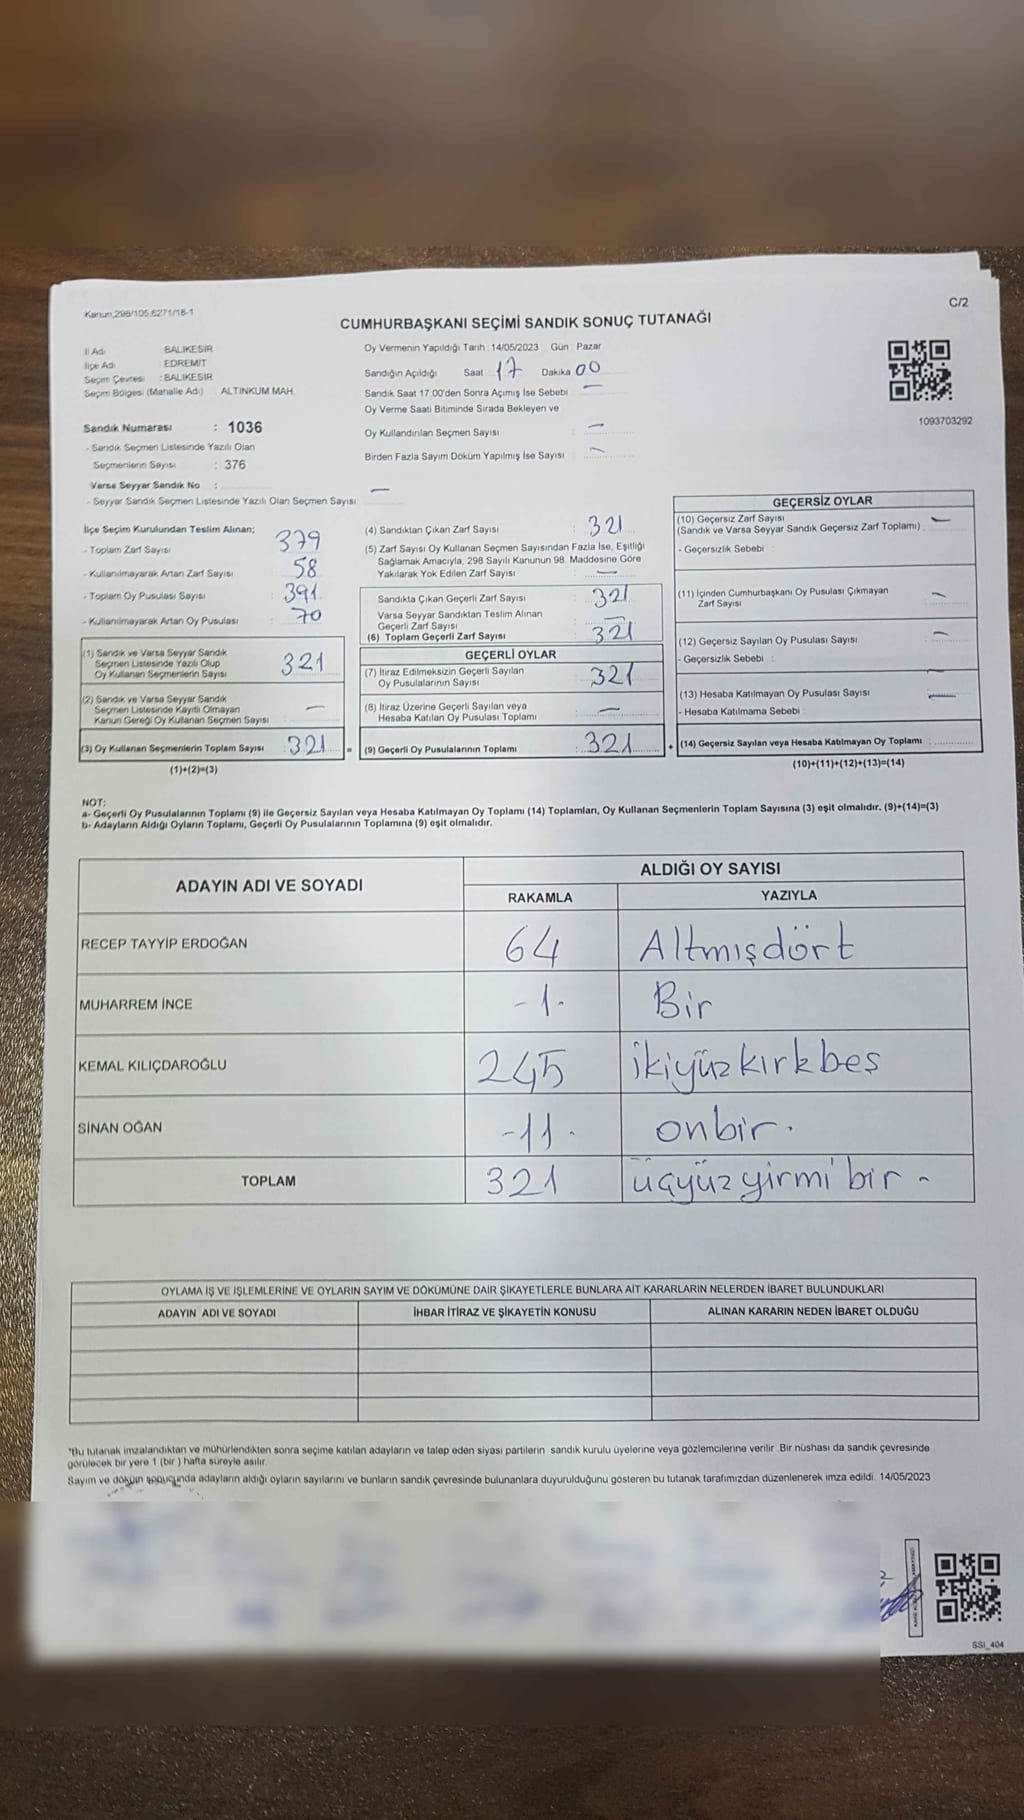 Kanun;298/105,6271/18-1
C/2
CUMHURBAŞKANI SEÇİMİ SANDIK SONUÇ TUTANAĞI
İl Adı BALIKESİR
İlçe Adı EDREMİT
Seçim Çevresi : BALIKESİR
Seçim Bölgesi (Mahalle Adı) : ALTINKUM MAH.
Sandık Numarası : 1036
- Sandık Seçmen Listesinde Yazılı Olan
Seçmenlerin Sayısı : 376
Varsa Seyyar Sandık No :
- Seyyar Sandık Seçmen Listesinde Yazılı Olan Seçmen Sayısı —
Oy Vermenin Yapıldığı Tarih : 14/05/2023 Gün : Pazar
Sandığın Açıldığı Saat 17 Dakika 00
Sandık Saat 17.00'den Sonra Açımış İse Sebebi —
Oy Verme Saati Bitiminde Sırada Bekleyen ve
Oy Kullandırılan Seçmen Sayısı : —
Birden Fazla Sayım Döküm Yapılmış İse Sayısı : —
1093703292
İlçe Seçim Kurulundan Teslim Alınan;
- Toplam Zarf Sayısı 379
- Kullanılmayarak Artan Zarf Sayısı 58
- Toplam Oy Pusulası Sayısı : 391
- Kullanılmayarak Artan Oy Pusulası : 70
(1) Sandık ve Varsa Seyyar Sandık
Seçmen Listesinde Yazılı Olup
Oy Kullanan Seçmenlerin Sayısı : 321
(2) Sandık ve Varsa Seyyar Sandık
Seçmen Listesinde Kayıtlı Olmayan
Kanun Gereği Oy Kullanan Seçmen Sayısı : —
(3) Oy Kullanan Seçmenlerin Toplam Sayısı : 321 =
(1)+(2)=(3)
(4) Sandıktan Çıkan Zarf Sayısı : 321
(5) Zarf Sayısı Oy Kullanan Seçmen Sayısından Fazla İse, Eşitliği
Sağlamak Amacıyla, 298 Sayılı Kanunun 98. Maddesine Göre
Yakılarak Yok Edilen Zarf Sayısı : —
Sandıkta Çıkan Geçerli Zarf Sayısı : 321
Varsa Seyyar Sandıktan Teslim Alınan
Geçerli Zarf Sayısı : —
(6) Toplam Geçerli Zarf Sayısı : 321
GEÇERLİ OYLAR
(7) İtiraz Edilmeksizin Geçerli Sayılan
Oy Pusulalarının Sayısı : 321
(8) İtiraz Üzerine Geçerli Sayılan veya
Hesaba Katılan Oy Pusulası Toplamı : —
(9) Geçerli Oy Pusulalarının Toplamı : 321 +
GEÇERSİZ OYLAR
(10) Geçersiz Zarf Sayısı —
(Sandık ve Varsa Seyyar Sandık Geçersiz Zarf Toplamı) :
- Geçersizlik Sebebi :
(11) İçinden Cumhurbaşkanı Oy Pusulası Çıkmayan
Zarf Sayısı : —
(12) Geçersiz Sayılan Oy Pusulası Sayısı : —
- Geçersizlik Sebebi :
(13) Hesaba Katılmayan Oy Pusulası Sayısı : —
- Hesaba Katılmama Sebebi :
(14) Geçersiz Sayılan veya Hesaba Katılmayan Oy Toplamı :
(10)+(11)+(12)+(13)=(14)
NOT:
a- Geçerli Oy Pusulalarının Toplamı (9) ile Geçersiz Sayılan veya Hesaba Katılmayan Oy Toplamı (14) Toplamları, Oy Kullanan Seçmenlerin Toplam Sayısına (3) eşit olmalıdır. (9)+(14)=(3)
b- Adayların Aldığı Oyların Toplamı, Geçerli Oy Pusulalarının Toplamına (9) eşit olmalıdır.
ADAYIN ADI VE SOYADI
ALDIĞI OY SAYISI
RAKAMLA YAZIYLA
RECEP TAYYİP ERDOĞAN 64 Altmışdört
MUHARREM İNCE -1. Bir
KEMAL KILIÇDAROĞLU 245 ikiyüzkırkbeş
SİNAN OĞAN -11. onbir.
TOPLAM 321 üçyüzyirmi bir -
OYLAMA İŞ VE İŞLEMLERİNE VE OYLARIN SAYIM VE DÖKÜMÜNE DAİR ŞİKAYETLERLE BUNLARA AİT KARARLARIN NELERDEN İBARET BULUNDUKLARI
ADAYIN ADI VE SOYADI İHBAR İTİRAZ VE ŞİKAYETİN KONUSU ALINAN KARARIN NEDEN İBARET OLDUĞU
*Bu tutanak imzalandıktan ve mühürlendikten sonra seçime katılan adayların ve talep eden siyasi partilerin sandık kurulu üyelerine veya gözlemcilerine verilir. Bir nüshası da sandık çevresinde
görülecek bir yere 1 (bir ) hafta süreyle asılır.
Sayım ve döküm sonucunda adayların aldığı oyların sayılarını ve bunların sandık çevresinde bulunanlara duyurulduğunu gösteren bu tutanak tarafımızdan düzenlenerek imza edildi. 14/05/2023
SSI_404